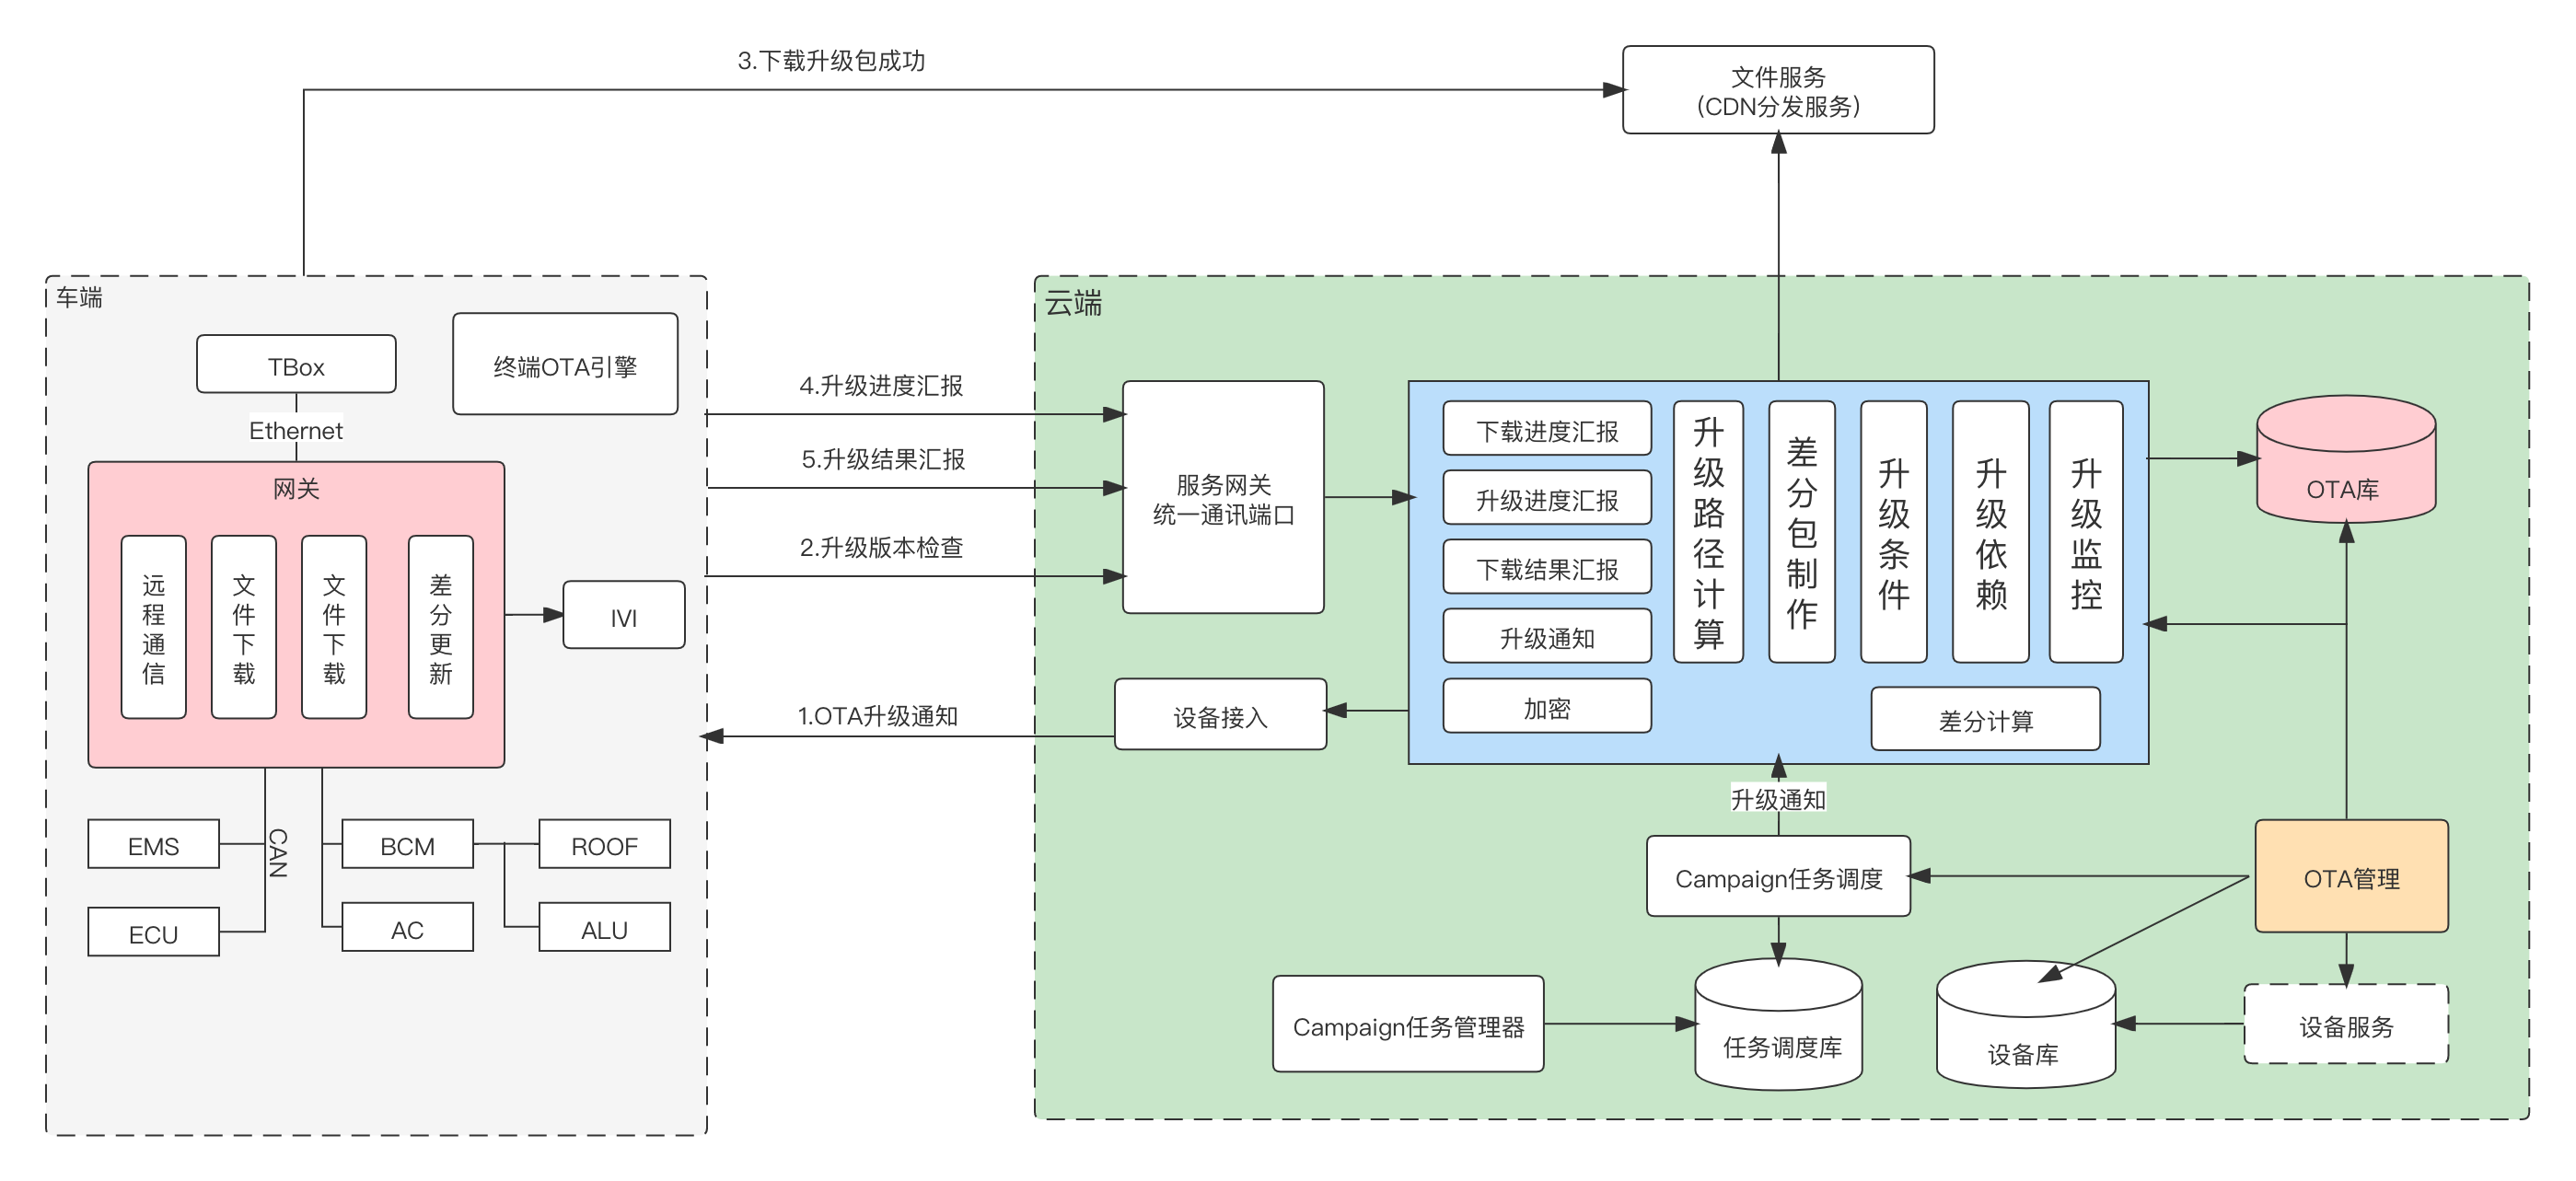 3.下载升级包成功
文件服务
（CDN分发服务）
车端
TBox
终端OTA引擎
Ethernet
网关
远程通信
文件下载
文件下载
差分更新
IVI
CAN
EMS
ECU
BCM
AC
ROOF
ALU
4.升级进度汇报
5.升级结果汇报
2.升级版本检查
1.OTA升级通知
云端
服务网关
统一通讯端口
设备接入
下载进度汇报
升级进度汇报
下载结果汇报
升级通知
加密
升级路径计算
差分包制作
升级条件
升级依赖
升级监控
差分计算
OTA库
升级通知
Campaign任务调度
OTA管理
Campaign任务管理器
任务调度库
设备库
设备服务